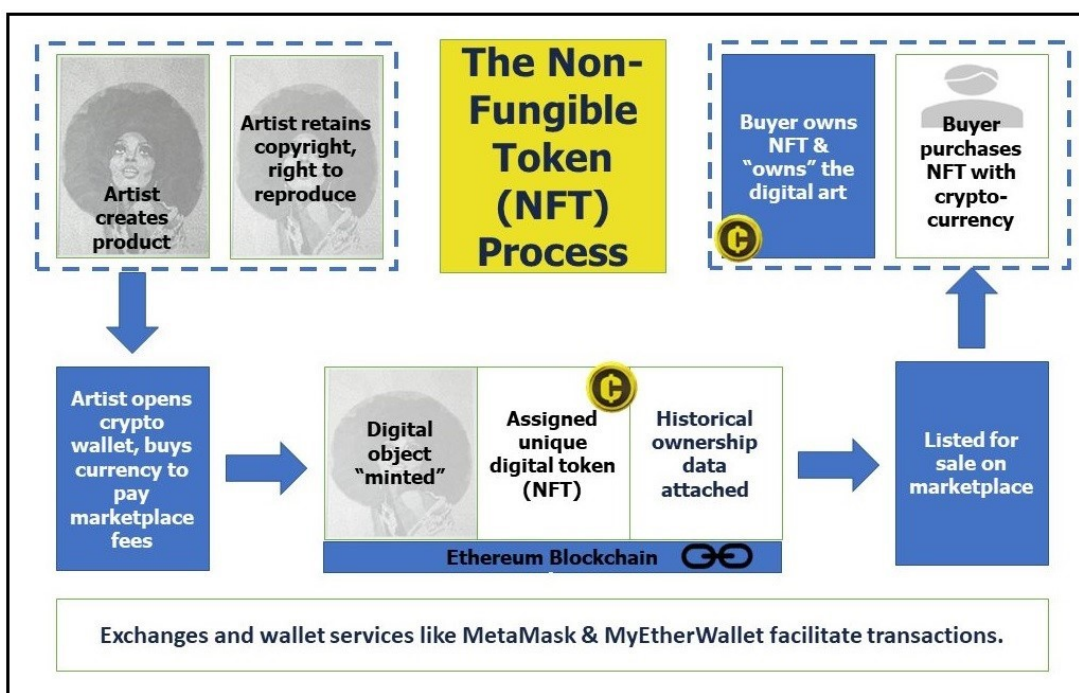 The Non-
Fungible
Token
(NFT)
Process
Artist
creates
product
Artist retains
copyright,
right to
reproduce
Buyer owns
NFT &
“owns” the
digital art
Buyer
purchases
NFT with
crypto-
currency
Artist opens
crypto
wallet, buys
currency to
pay
marketplace
fees
Digital
object
“minted”
Assigned
unique
digital token
(NFT)
Historical
ownership
data
attached
Ethereum Blockchain
Listed for
sale on
marketplace
Exchanges and wallet services like MetaMask & MyEtherWallet facilitate transactions.